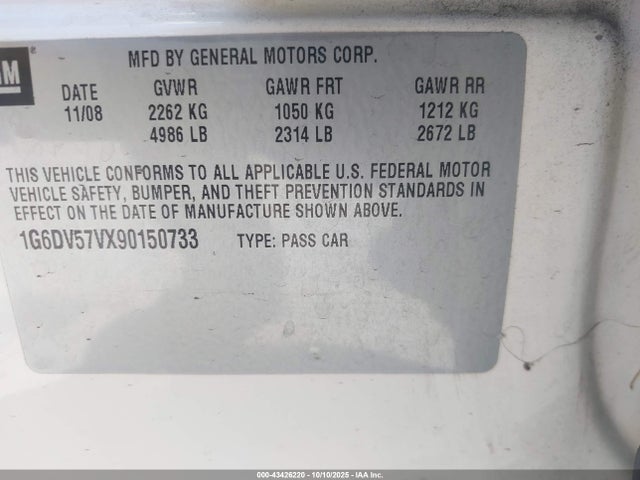 GM ®
MFD BY GENERAL MOTORS CORP.
DATE GVWR GAWR FRT GAWR RR
11/08 2262 KG 1050 KG 1212 KG
4986 LB 2314 LB 2672 LB
THIS VEHICLE CONFORMS TO ALL APPLICABLE U.S. FEDERAL MOTOR
VEHICLE SAFETY, BUMPER, AND THEFT PREVENTION STANDARDS IN
EFFECT ON THE DATE OF MANUFACTURE SHOWN ABOVE.
1G6DV57VX90150733 TYPE: PASS CAR
000-43426220 - 10/10/2025 - IAA Inc.